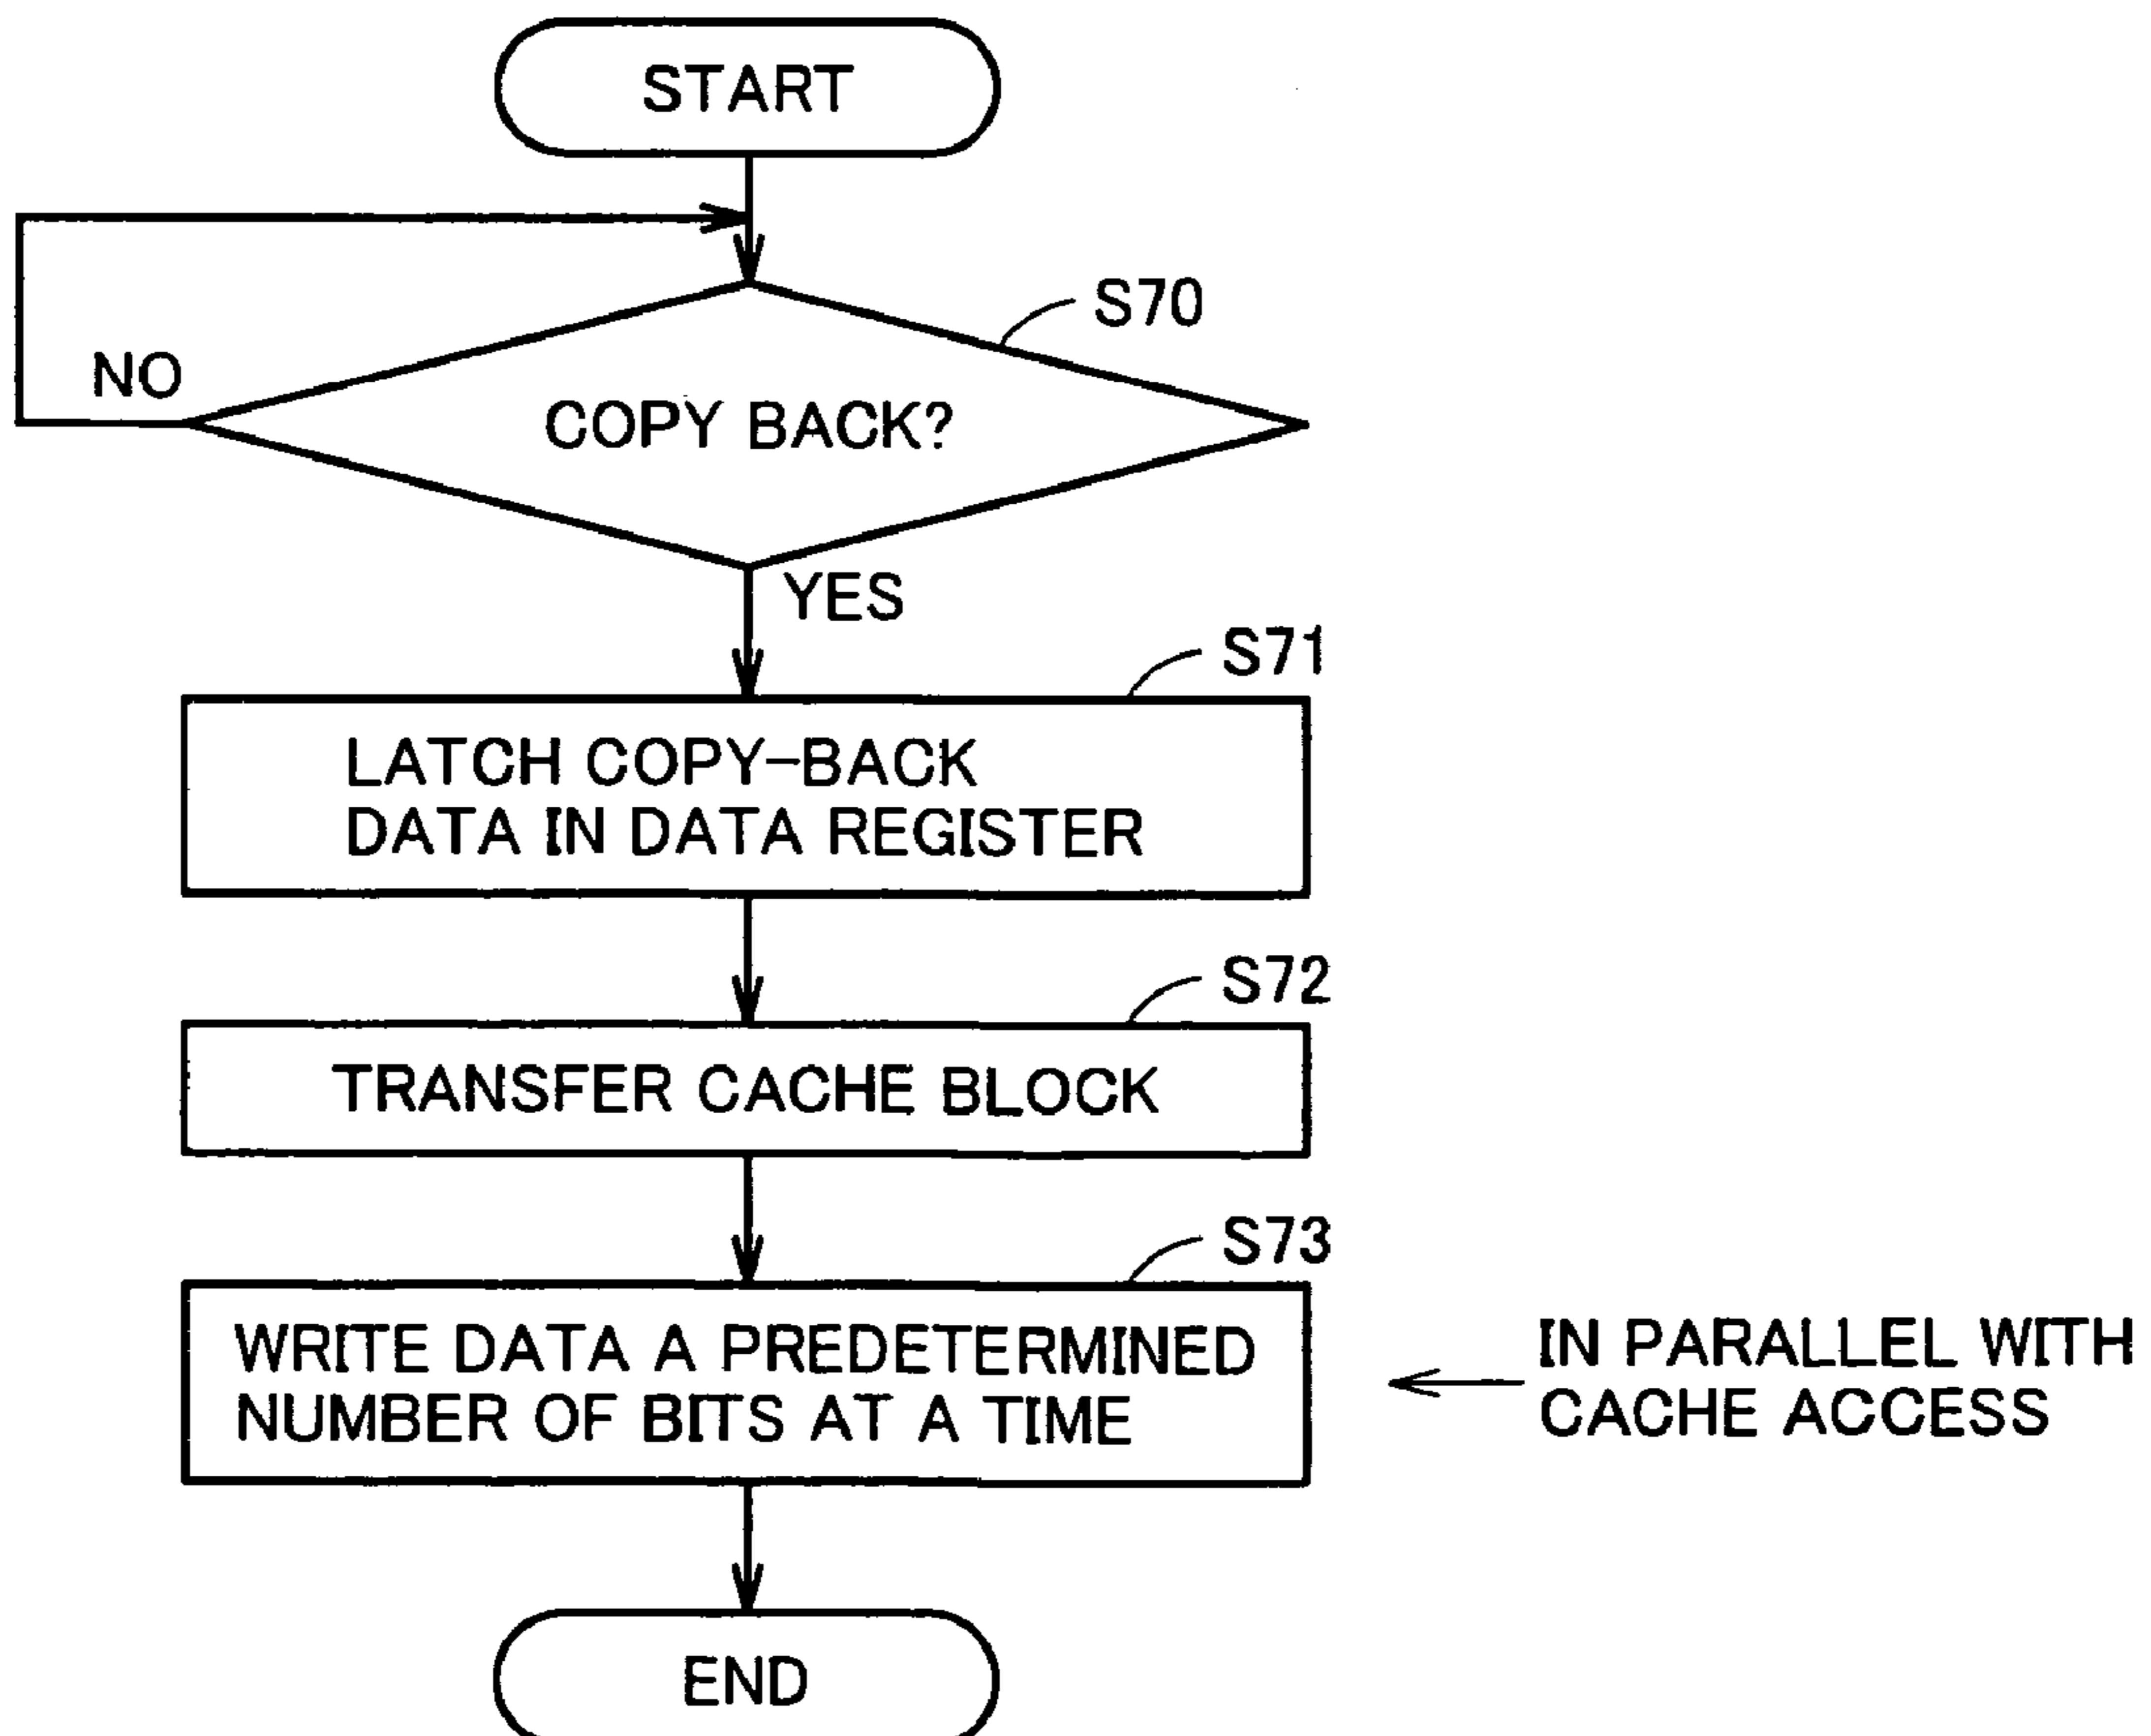 START
S70
NO
COPY BACK?
YES
S71
LATCH COPY-BACK
DATA IN DATA REGISTER
S72
TRANSFER CACHE BLOCK
S73
WRITE DATA A PREDETERMINED
NUMBER OF BITS AT A TIME
IN PARALLEL WITH
CACHE ACCESS
END